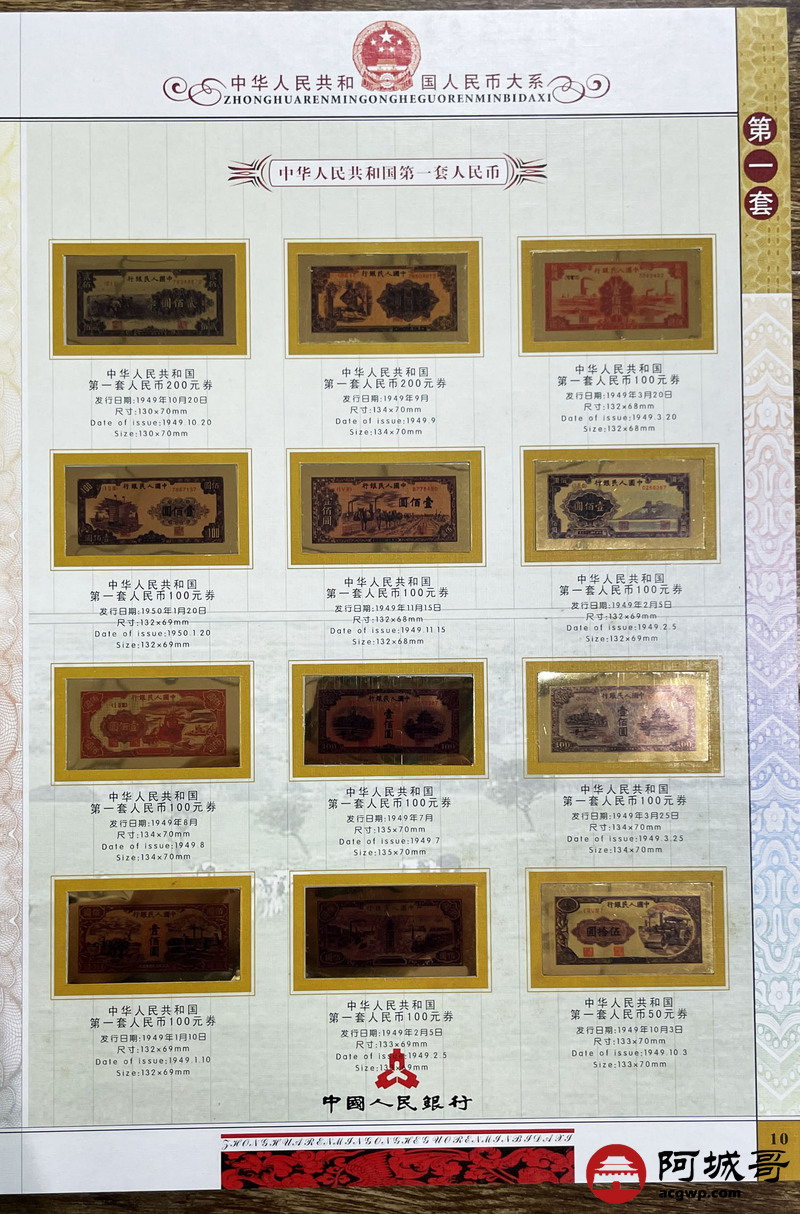 中华人民共和 国人民币大系
ZHONGHUARENMINGONGHEGUORENMINBIDAXI
第一套
中华人民共和国第一套人民币
中华人民共和国
第一套人民币200元券
发行日期:1949年10月20日
尺寸:130×70mm
Date of issue:1949.10.20
Size:130×70mm
中华人民共和国
第一套人民币200元券
发行日期:1949年9月
尺寸:134×70mm
Date of issue:1949.9
Size:134×70mm
中华人民共和国
第一套人民币100元券
发行日期:1949年3月20日
尺寸:132×68mm
Date of issue:1949.3.20
Size:132×68mm
中华人民共和国
第一套人民币100元券
发行日期:1950年1月20日
尺寸:132×69mm
Date of issue:1950.1.20
Size:132×69mm
中华人民共和国
第一套人民币100元券
发行日期:1949年11月15日
尺寸:132×68mm
Date of issue:1949.11.15
Size:132×68mm
中华人民共和国
第一套人民币100元券
发行日期:1949年2月5日
尺寸:132×69mm
Date of issue:1949.2.5
Size:132×69mm
中华人民共和国
第一套人民币100元券
发行日期:1949年8月
尺寸:134×70mm
Date of issue:1949.8
Size:134×70mm
中华人民共和国
第一套人民币100元券
发行日期:1949年7月
尺寸:135×70mm
Date of issue:1949.7
Size:135×70mm
中华人民共和国
第一套人民币100元券
发行日期:1949年3月25日
尺寸:134×70mm
Date of issue:1949.3.25
Size:134×70mm
中华人民共和国
第一套人民币100元券
发行日期:1949年1月10日
尺寸:132×69mm
Date of issue:1949.1.10
Size:132×69mm
中华人民共和国
第一套人民币100元券
发行日期:1949年2月5日
尺寸:133×69mm
Date of issue:1949.2.5
中华人民共和国
第一套人民币50元券
发行日期:1949年10月3日
尺寸:133×70mm
Date of issue:1949.10.3
Size:133×70mm
中國人民銀行
ZHONGHUARENMINGONGHEGUORENMINBIDAXI
10
阿城哥
acgwp.com